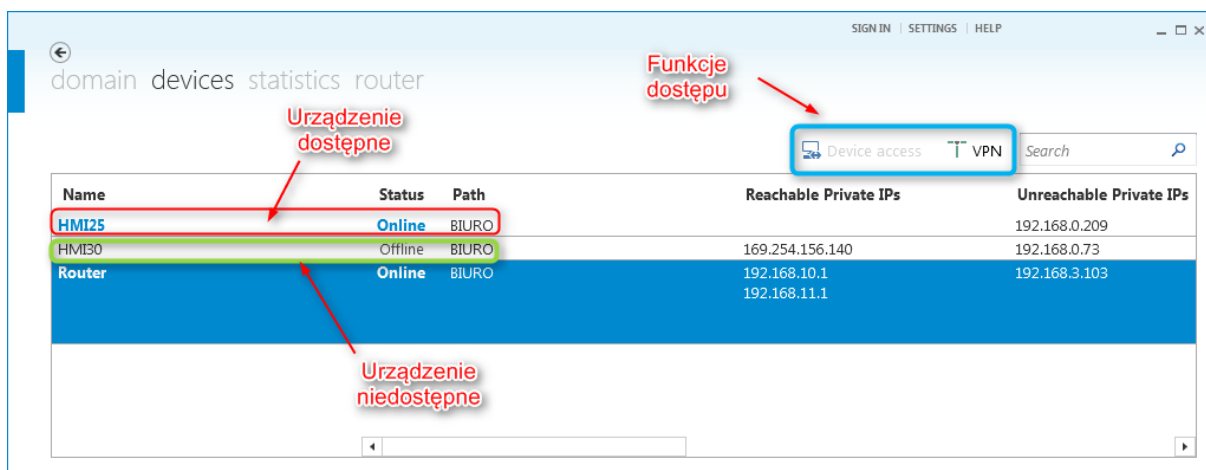 SIGN IN | SETTINGS | HELP
domain devices statistics router
Funkcje
dostępu
Urządzenie
dostępne
Device access VPN Search
Name Status Path Reachable Private IPs Unreachable Private IPs
HMI25 Online BIURO 192.168.0.209
HMI30 Offline BIURO 169.254.156.140 192.168.0.73
Router Online BIURO 192.168.10.1 192.168.3.103
192.168.11.1
Urządzenie
niedostępne